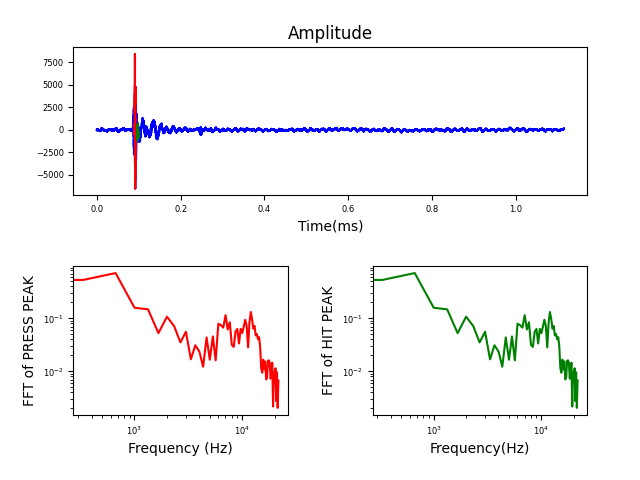 Amplitude
7500
5000
2500
0
−2500
−5000
0.0 0.2 0.4 0.6 0.8 1.0
Time(ms)
FFT of PRESS PEAK
10⁻¹
10⁻²
10³ 10⁴
Frequency (Hz)
FFT of HIT PEAK
10⁻¹
10⁻²
10³ 10⁴
Frequency(Hz)